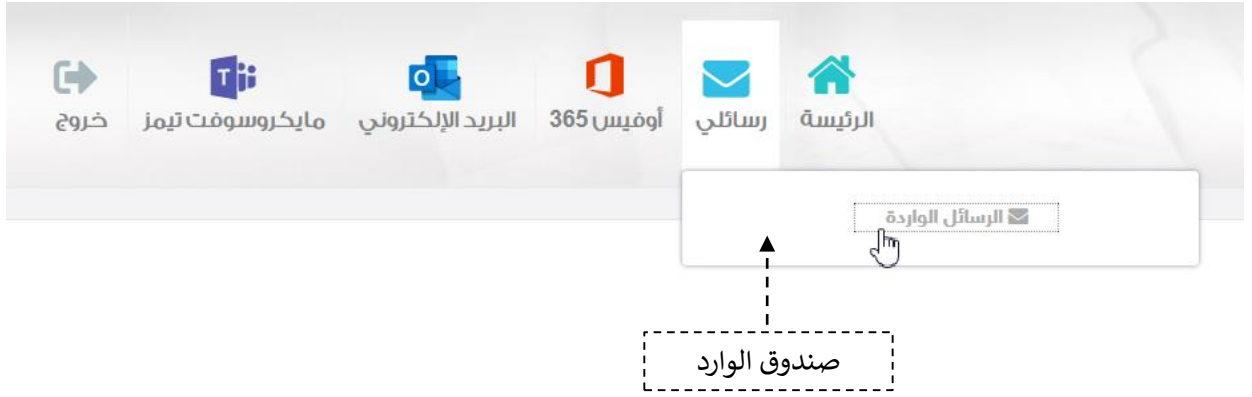 الرئيسة
رسائلي
أوفيس 365
البريد الإلكتروني
مايكروسوفت تيمز
خروج
الرسائل الواردة
صندوق الوارد